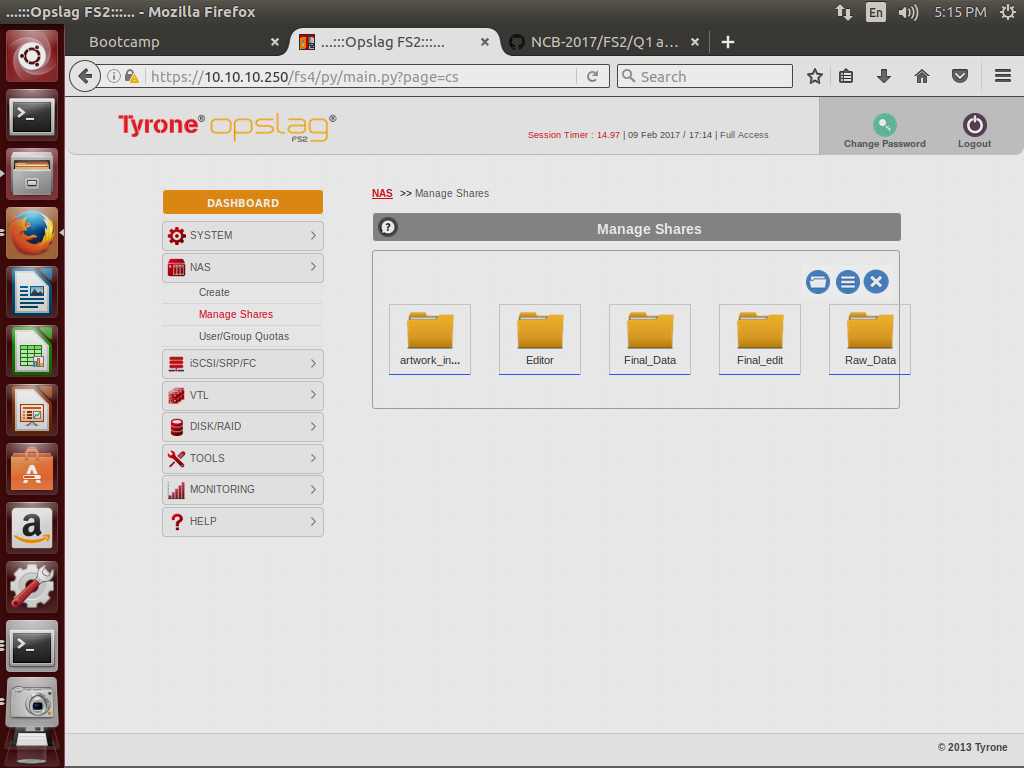 ...:::Opslag FS2:::... - Mozilla Firefox
En
5:15 PM
Bootcamp
...:::Opslag FS2:::...
NCB-2017/FS2/Q1 a...
https://10.10.10.250/fs4/py/main.py?page=cs
Search
Tyrone® opslag®
FS2
Session Timer : 14.97 | 09 Feb 2017 / 17:14 | Full Access
Change Password
Logout
NAS >> Manage Shares
DASHBOARD
Manage Shares
SYSTEM
NAS
Create
Manage Shares
User/Group Quotas
iSCSI/SRP/FC
VTL
DISK/RAID
TOOLS
MONITORING
HELP
artwork_in...
Editor
Final_Data
Final_edit
Raw_Data
© 2013 Tyrone